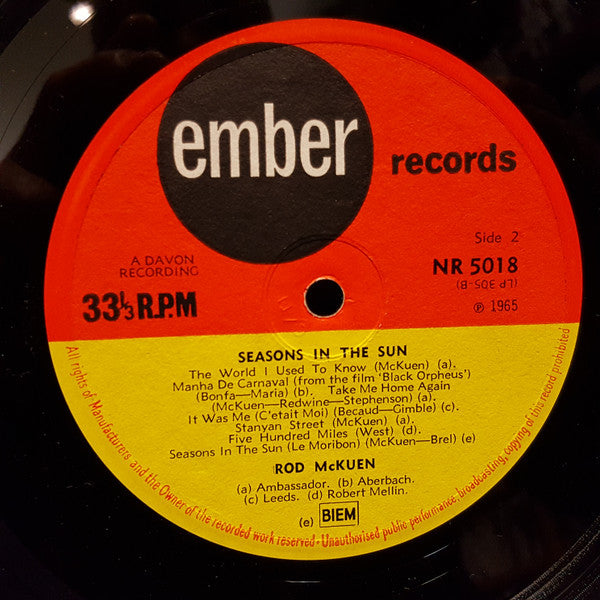 ember
records
Side 2
A DAVON
RECORDING
NR 5018
(LP 305-B)
33⅓ R.P.M
℗ 1965
SEASONS IN THE SUN
The World I Used To Know (McKuen) (a).
Manha De Carnaval (from the film 'Black Orpheus')
(Bonfa—Maria) (b). Take Me Home Again
(McKuen—Redwine—Stephenson) (a).
It Was Me (C'etait Moi) (Becaud—Gimble) (c).
Stanyan Street (McKuen) (a).
Five Hundred Miles (West) (d).
Seasons In The Sun (Le Moribon) (McKuen—Brel) (e)
ROD McKUEN
(a) Ambassador. (b) Aberbach.
(c) Leeds. (d) Robert Mellin.
(e) BIEM
All rights of Manufacturers and the Owner of the recorded work reserved · Unauthorised public performance, broadcasting, copying of this record prohibited